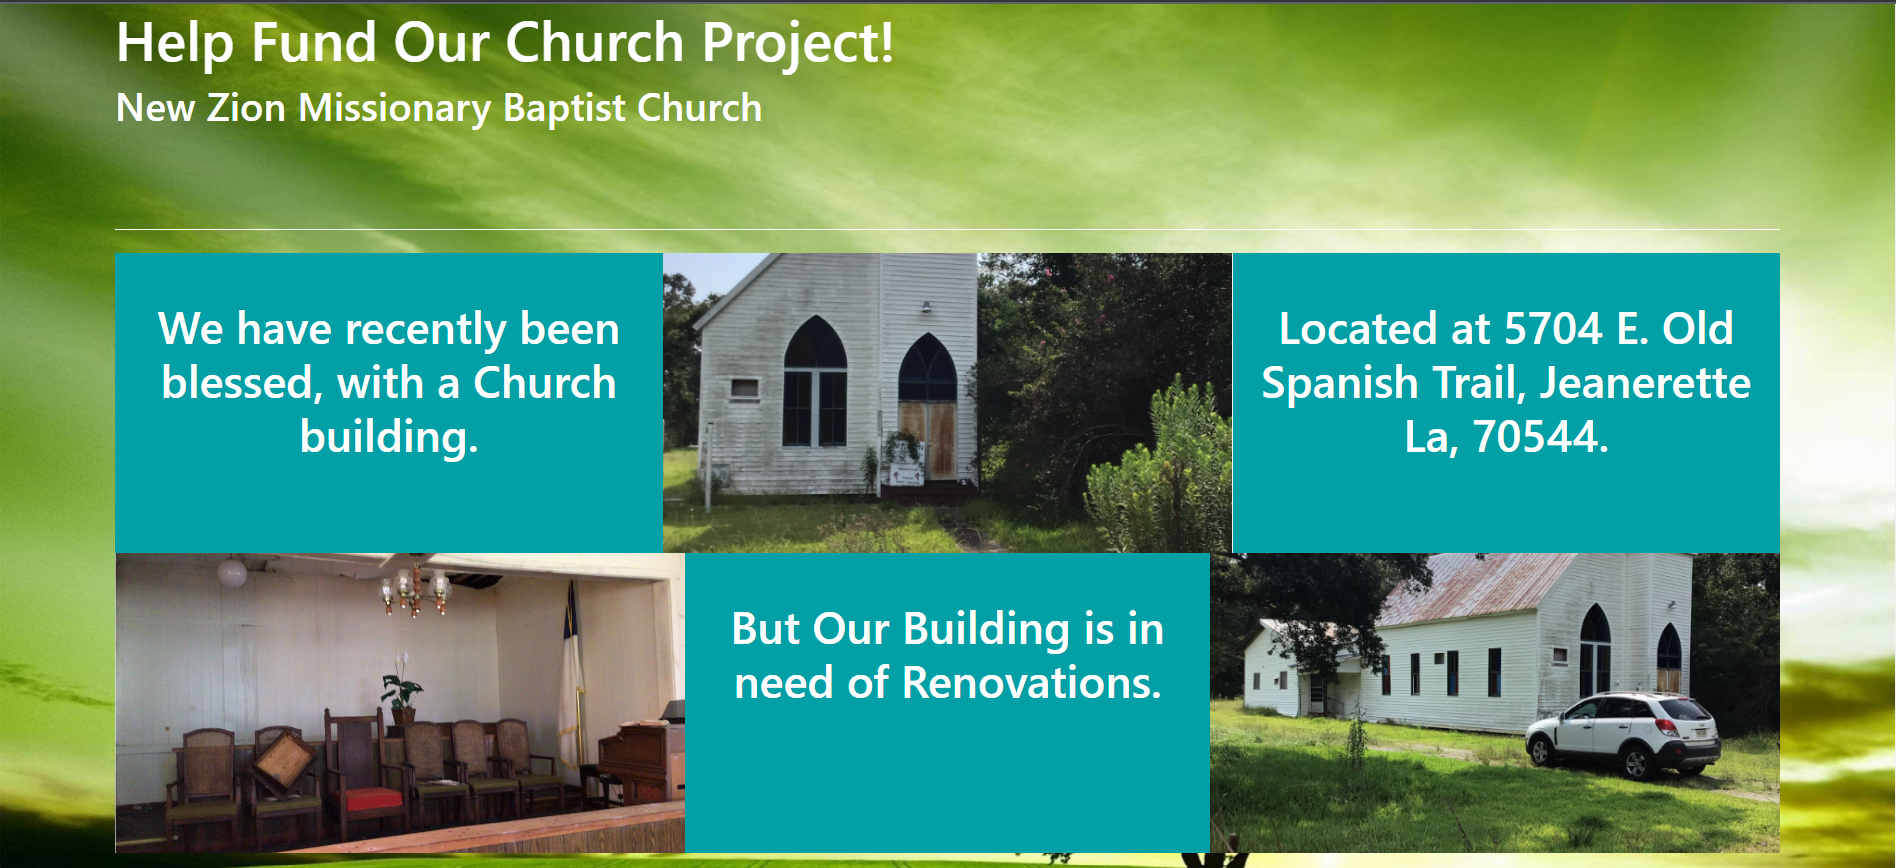 Help Fund Our Church Project!
New Zion Missionary Baptist Church
We have recently been
blessed, with a Church
building.
Located at 5704 E. Old
Spanish Trail, Jeanerette
La, 70544.
But Our Building is in
need of Renovations.